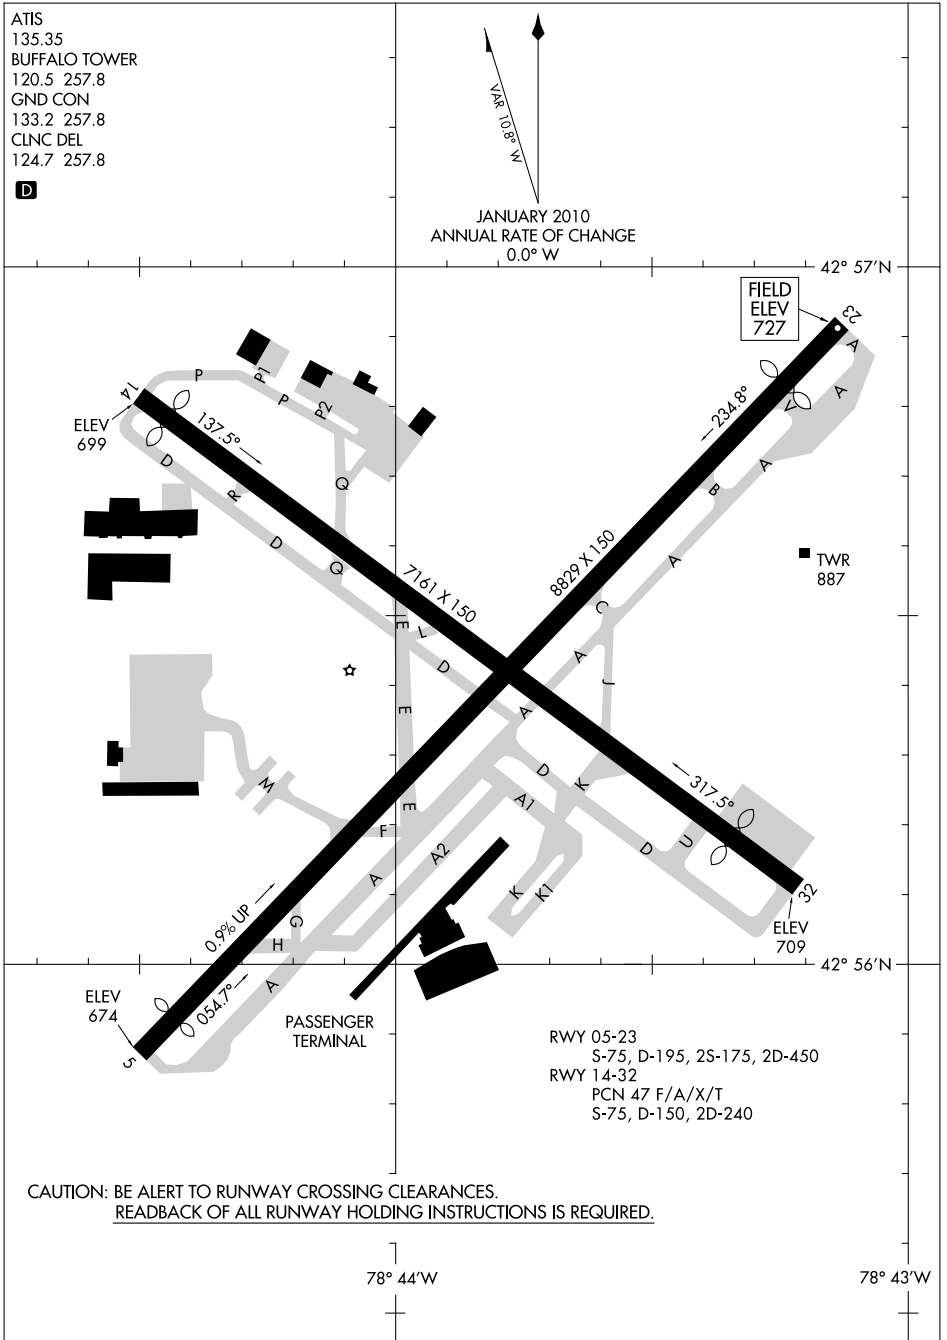 ATIS
135.35
BUFFALO TOWER
120.5 257.8
GND CON
133.2 257.8
CLNC DEL
124.7 257.8
D
VAR 10.8° W
JANUARY 2010
ANNUAL RATE OF CHANGE
0.0° W
42° 57'N
FIELD
ELEV
727
23
A
A
V
234.8°
A
B
A
8829 X 150
TWR
887
C
A
J
14
P
P1
P
P2
ELEV
699
137.5°
D
R
Q
D
Q
7161 X 150
E
L
D
E
A
D
K
317.5°
A1
U
D
M
F
E
A2
A
K
K1
32
ELEV
709
0.9% UP
G
H
A
054.7°
42° 56'N
ELEV
674
5
PASSENGER
TERMINAL
RWY 05-23
S-75, D-195, 2S-175, 2D-450
RWY 14-32
PCN 47 F/A/X/T
S-75, D-150, 2D-240
CAUTION: BE ALERT TO RUNWAY CROSSING CLEARANCES.
READBACK OF ALL RUNWAY HOLDING INSTRUCTIONS IS REQUIRED.
78° 44'W
78° 43'W